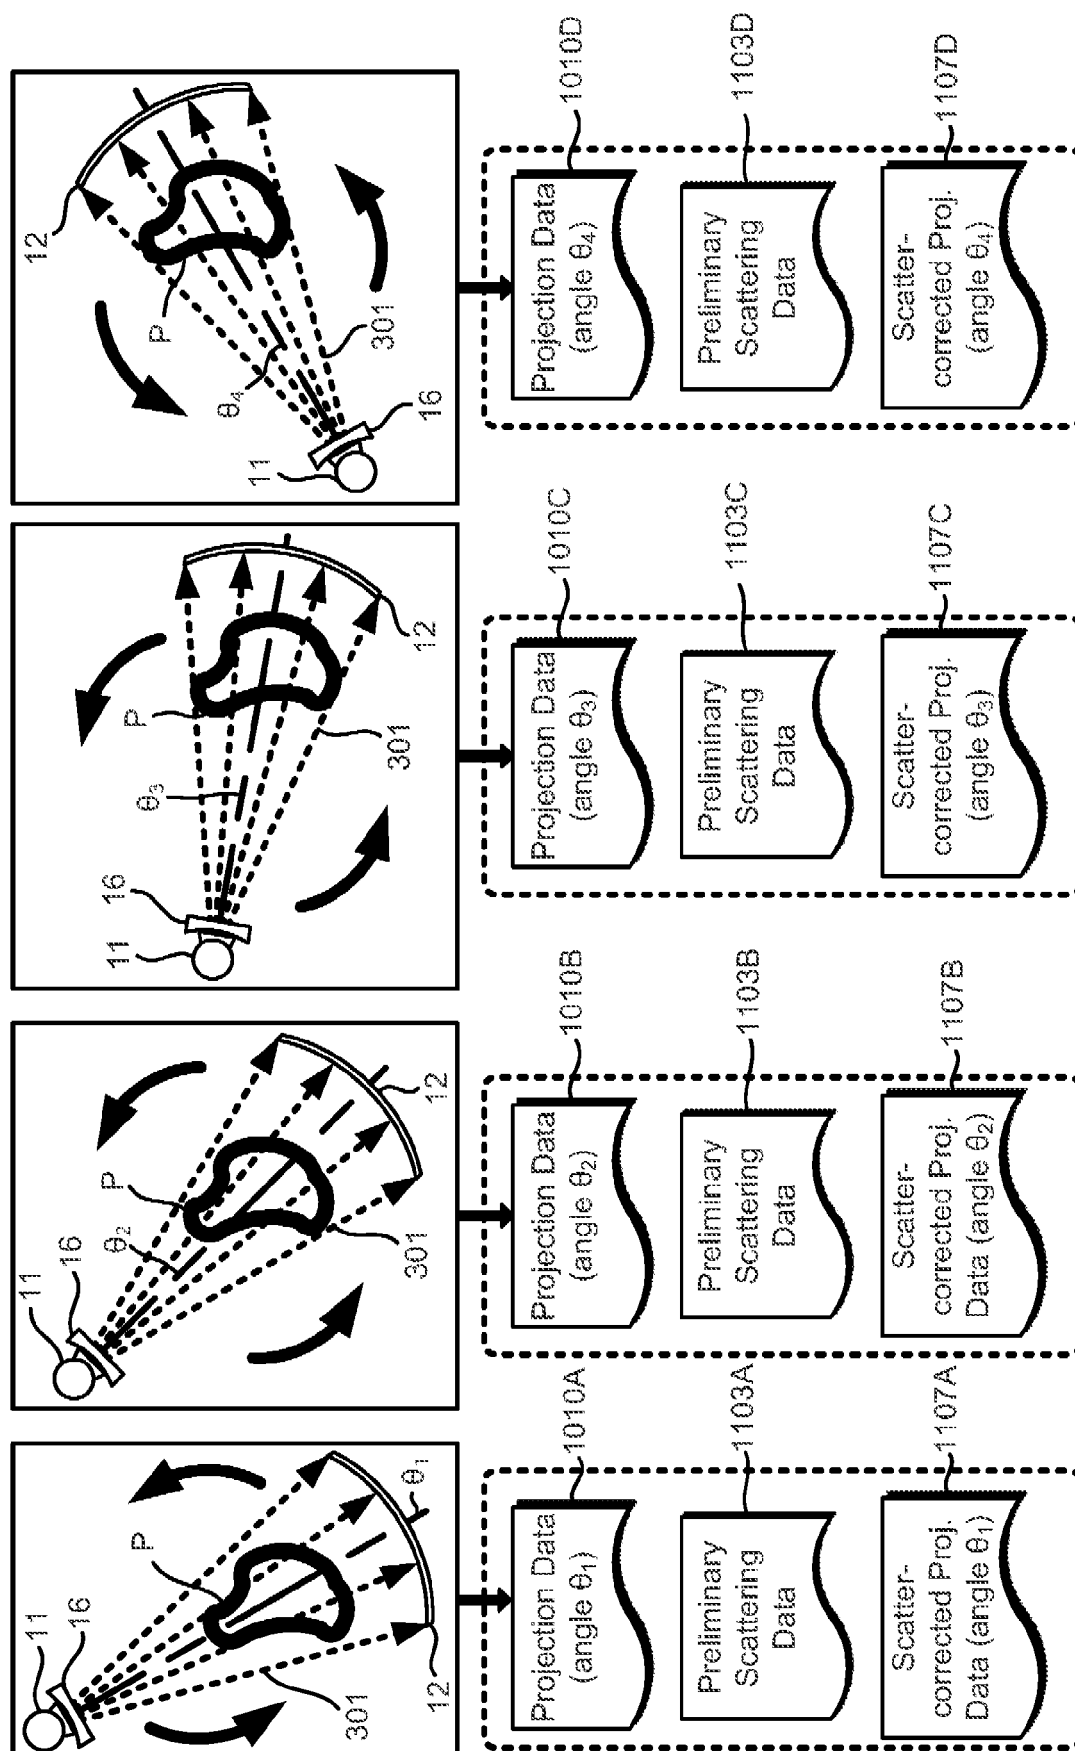 11
16
P
301
12
θ₁
Projection Data
(angle θ₁)
1010A
Preliminary
Scattering
Data
1103A
Scatter-
corrected Proj.
Data (angle θ₁)
1107A
11
16
θ₂
P
301
12
Projection Data
(angle θ₂)
1010B
Preliminary
Scattering
Data
1103B
Scatter-
corrected Proj.
Data (angle θ₂)
1107B
11
16
θ₃
P
301
12
Projection Data
(angle θ₃)
1010C
Preliminary
Scattering
Data
1103C
Scatter-
corrected Proj.
(angle θ₃)
1107C
11
16
θ₄
P
301
12
Projection Data
(angle θ₄)
1010D
Preliminary
Scattering
Data
1103D
Scatter-
corrected Proj.
(angle θ₄)
1107D